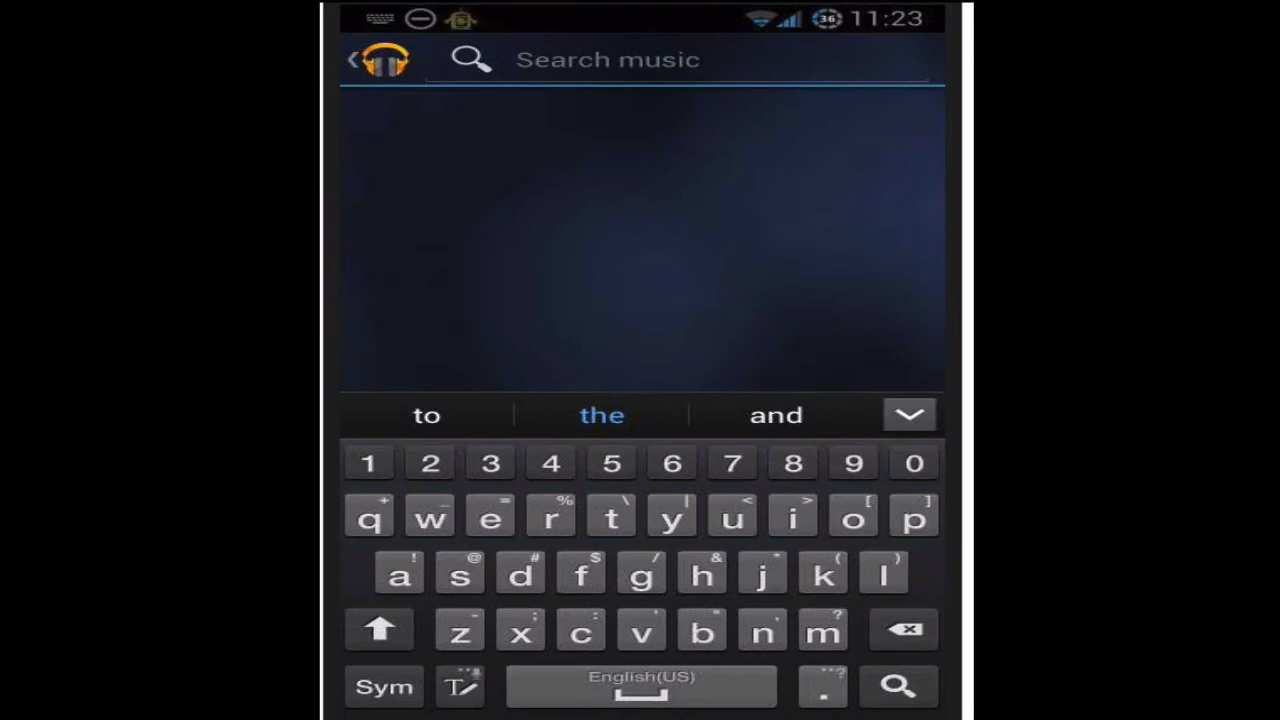 36 11:23
Search music
to the and
1 2 3 4 5 6 7 8 9 0
+ _ = % \ | < > [ ]
q w e r t y u i o p
! @ # $ / & * ( )
a s d f g h j k l
- ; : ' " , ?
z x c v b n m
Sym T English(US) .